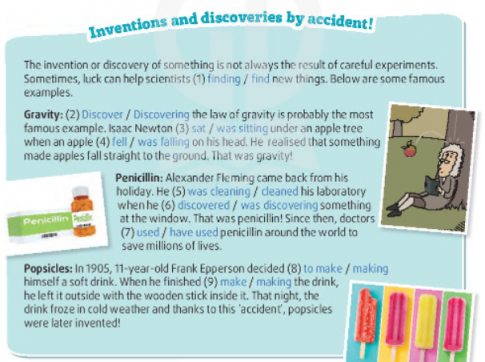 Inventions and discoveries by accident!
The invention or discovery of something is not always the result of careful experiments.
Sometimes, luck can help scientists (1) finding / find new things. Below are some famous
examples.
Gravity: (2) Discover / Discovering the law of gravity is probably the most
famous example. Isaac Newton (3) sat / was sitting under an apple tree
when an apple (4) fell / was falling on his head. He realised that something
made apples fall straight to the ground. That was gravity!
Penicillin: Alexander Fleming came back from his
holiday. He (5) was cleaning / cleaned his laboratory
when he (6) discovered / was discovering something
at the window. That was penicillin! Since then, doctors
(7) used / have used penicillin around the world to
save millions of lives.
Penicillin
Penicillin
Popsicles: In 1905, 11-year-old Frank Epperson decided (8) to make / making
himself a soft drink. When he finished (9) make / making the drink,
he left it outside with the wooden stick inside it. That night, the
drink froze in cold weather and thanks to this 'accident', popsicles
were later invented!